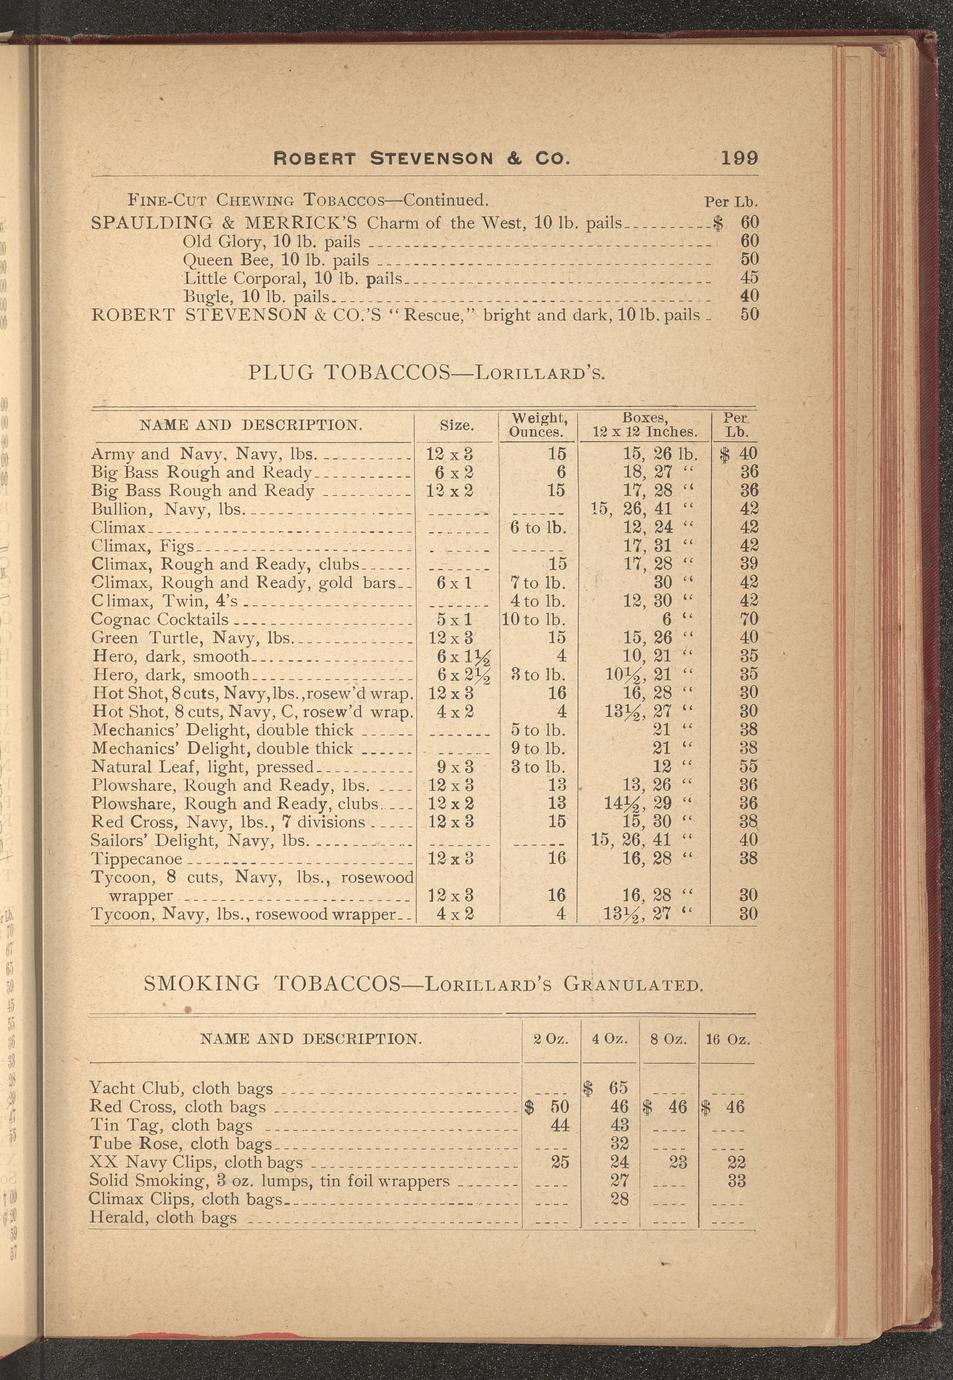 ROBERT STEVENSON & CO. 199
FINE-CUT CHEWING TOBACCOS—Continued. Per Lb.
SPAULDING & MERRICK'S Charm of the West, 10 lb. pails $ 60
Old Glory, 10 lb. pails 60
Queen Bee, 10 lb. pails 50
Little Corporal, 10 lb. pails 45
Bugle, 10 lb. pails 40
ROBERT STEVENSON & CO.'S "Rescue," bright and dark, 10 lb. pails 50
PLUG TOBACCOS—LORILLARD'S.
NAME AND DESCRIPTION. Size. Weight, Ounces. Boxes, 12 x 12 Inches. Per Lb.
Army and Navy, Navy, lbs. 12 x 3 15 15, 26 lb. $ 40
Big Bass Rough and Ready 6 x 2 6 18, 27 " 36
Big Bass Rough and Ready 12 x 2 15 17, 28 " 36
Bullion, Navy, lbs. 15, 26, 41 " 42
Climax 6 to lb. 12, 24 " 42
Climax, Figs 17, 31 " 42
Climax, Rough and Ready, clubs 15 17, 28 " 39
Climax, Rough and Ready, gold bars 6 x 1 7 to lb. 30 " 42
Climax, Twin, 4's 4 to lb. 12, 30 " 42
Cognac Cocktails 5 x 1 10 to lb. 6 " 70
Green Turtle, Navy, lbs. 12 x 3 15 15, 26 " 40
Hero, dark, smooth 6 x 1½ 4 10, 21 " 35
Hero, dark, smooth 6 x 2½ 3 to lb. 10½, 21 " 35
Hot Shot, 8 cuts, Navy, lbs., rosew'd wrap. 12 x 3 16 16, 28 " 30
Hot Shot, 8 cuts, Navy, C, rosew'd wrap. 4 x 2 4 13½, 27 " 30
Mechanics' Delight, double thick 5 to lb. 21 " 38
Mechanics' Delight, double thick 9 to lb. 21 " 38
Natural Leaf, light, pressed 9 x 3 3 to lb. 12 " 55
Plowshare, Rough and Ready, lbs. 12 x 3 13 13, 26 " 36
Plowshare, Rough and Ready, clubs 12 x 2 13 14½, 29 " 36
Red Cross, Navy, lbs., 7 divisions 12 x 3 15 15, 30 " 38
Sailors' Delight, Navy, lbs. 15, 26, 41 " 40
Tippecanoe 12 x 3 16 16, 28 " 38
Tycoon, 8 cuts, Navy, lbs., rosewood
wrapper 12 x 3 16 16, 28 " 30
Tycoon, Navy, lbs., rosewood wrapper 4 x 2 4 13½, 27 " 30
SMOKING TOBACCOS—LORILLARD'S GRANULATED.
NAME AND DESCRIPTION. 2 Oz. 4 Oz. 8 Oz. 16 Oz.
Yacht Club, cloth bags $ 65
Red Cross, cloth bags $ 50 46 $ 46 $ 46
Tin Tag, cloth bags 44 43
Tube Rose, cloth bags 32
XX Navy Clips, cloth bags 25 24 23 22
Solid Smoking, 3 oz. lumps, tin foil wrappers 27 33
Climax Clips, cloth bags 28
Herald, cloth bags